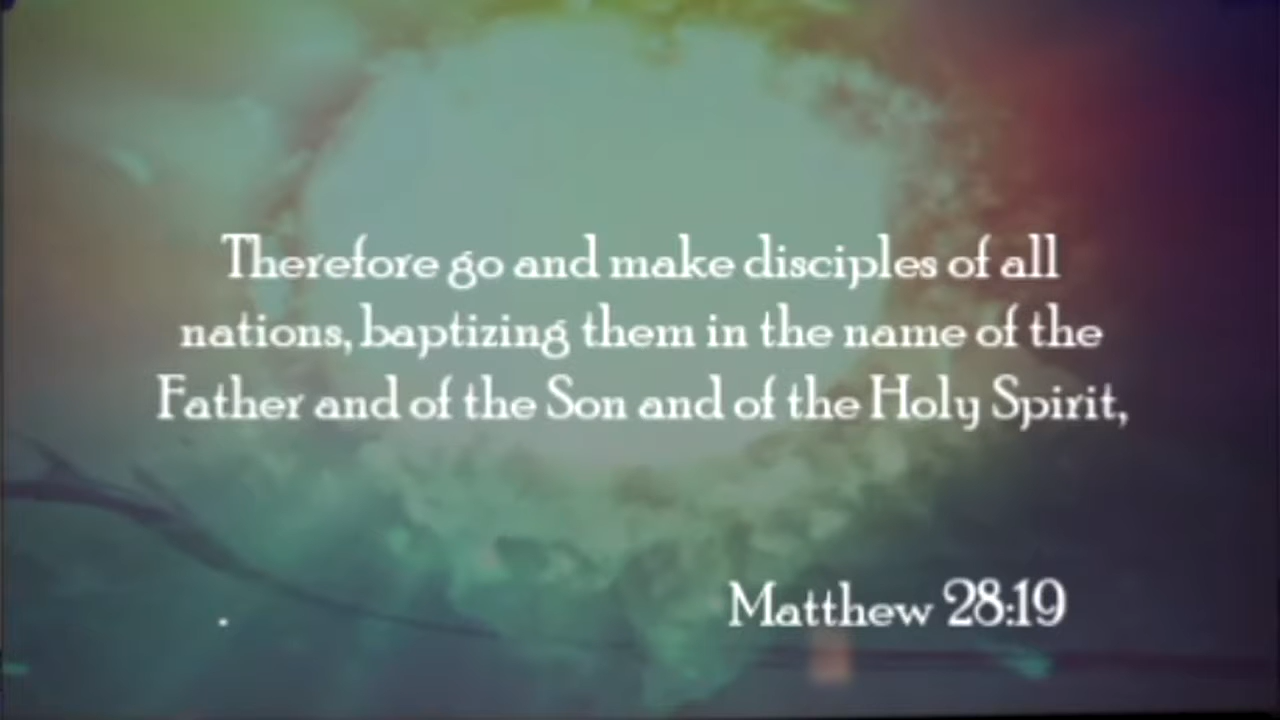 Therefore go and make disciples of all
nations, baptizing them in the name of the
Father and of the Son and of the Holy Spirit,
.
Matthew 28:19